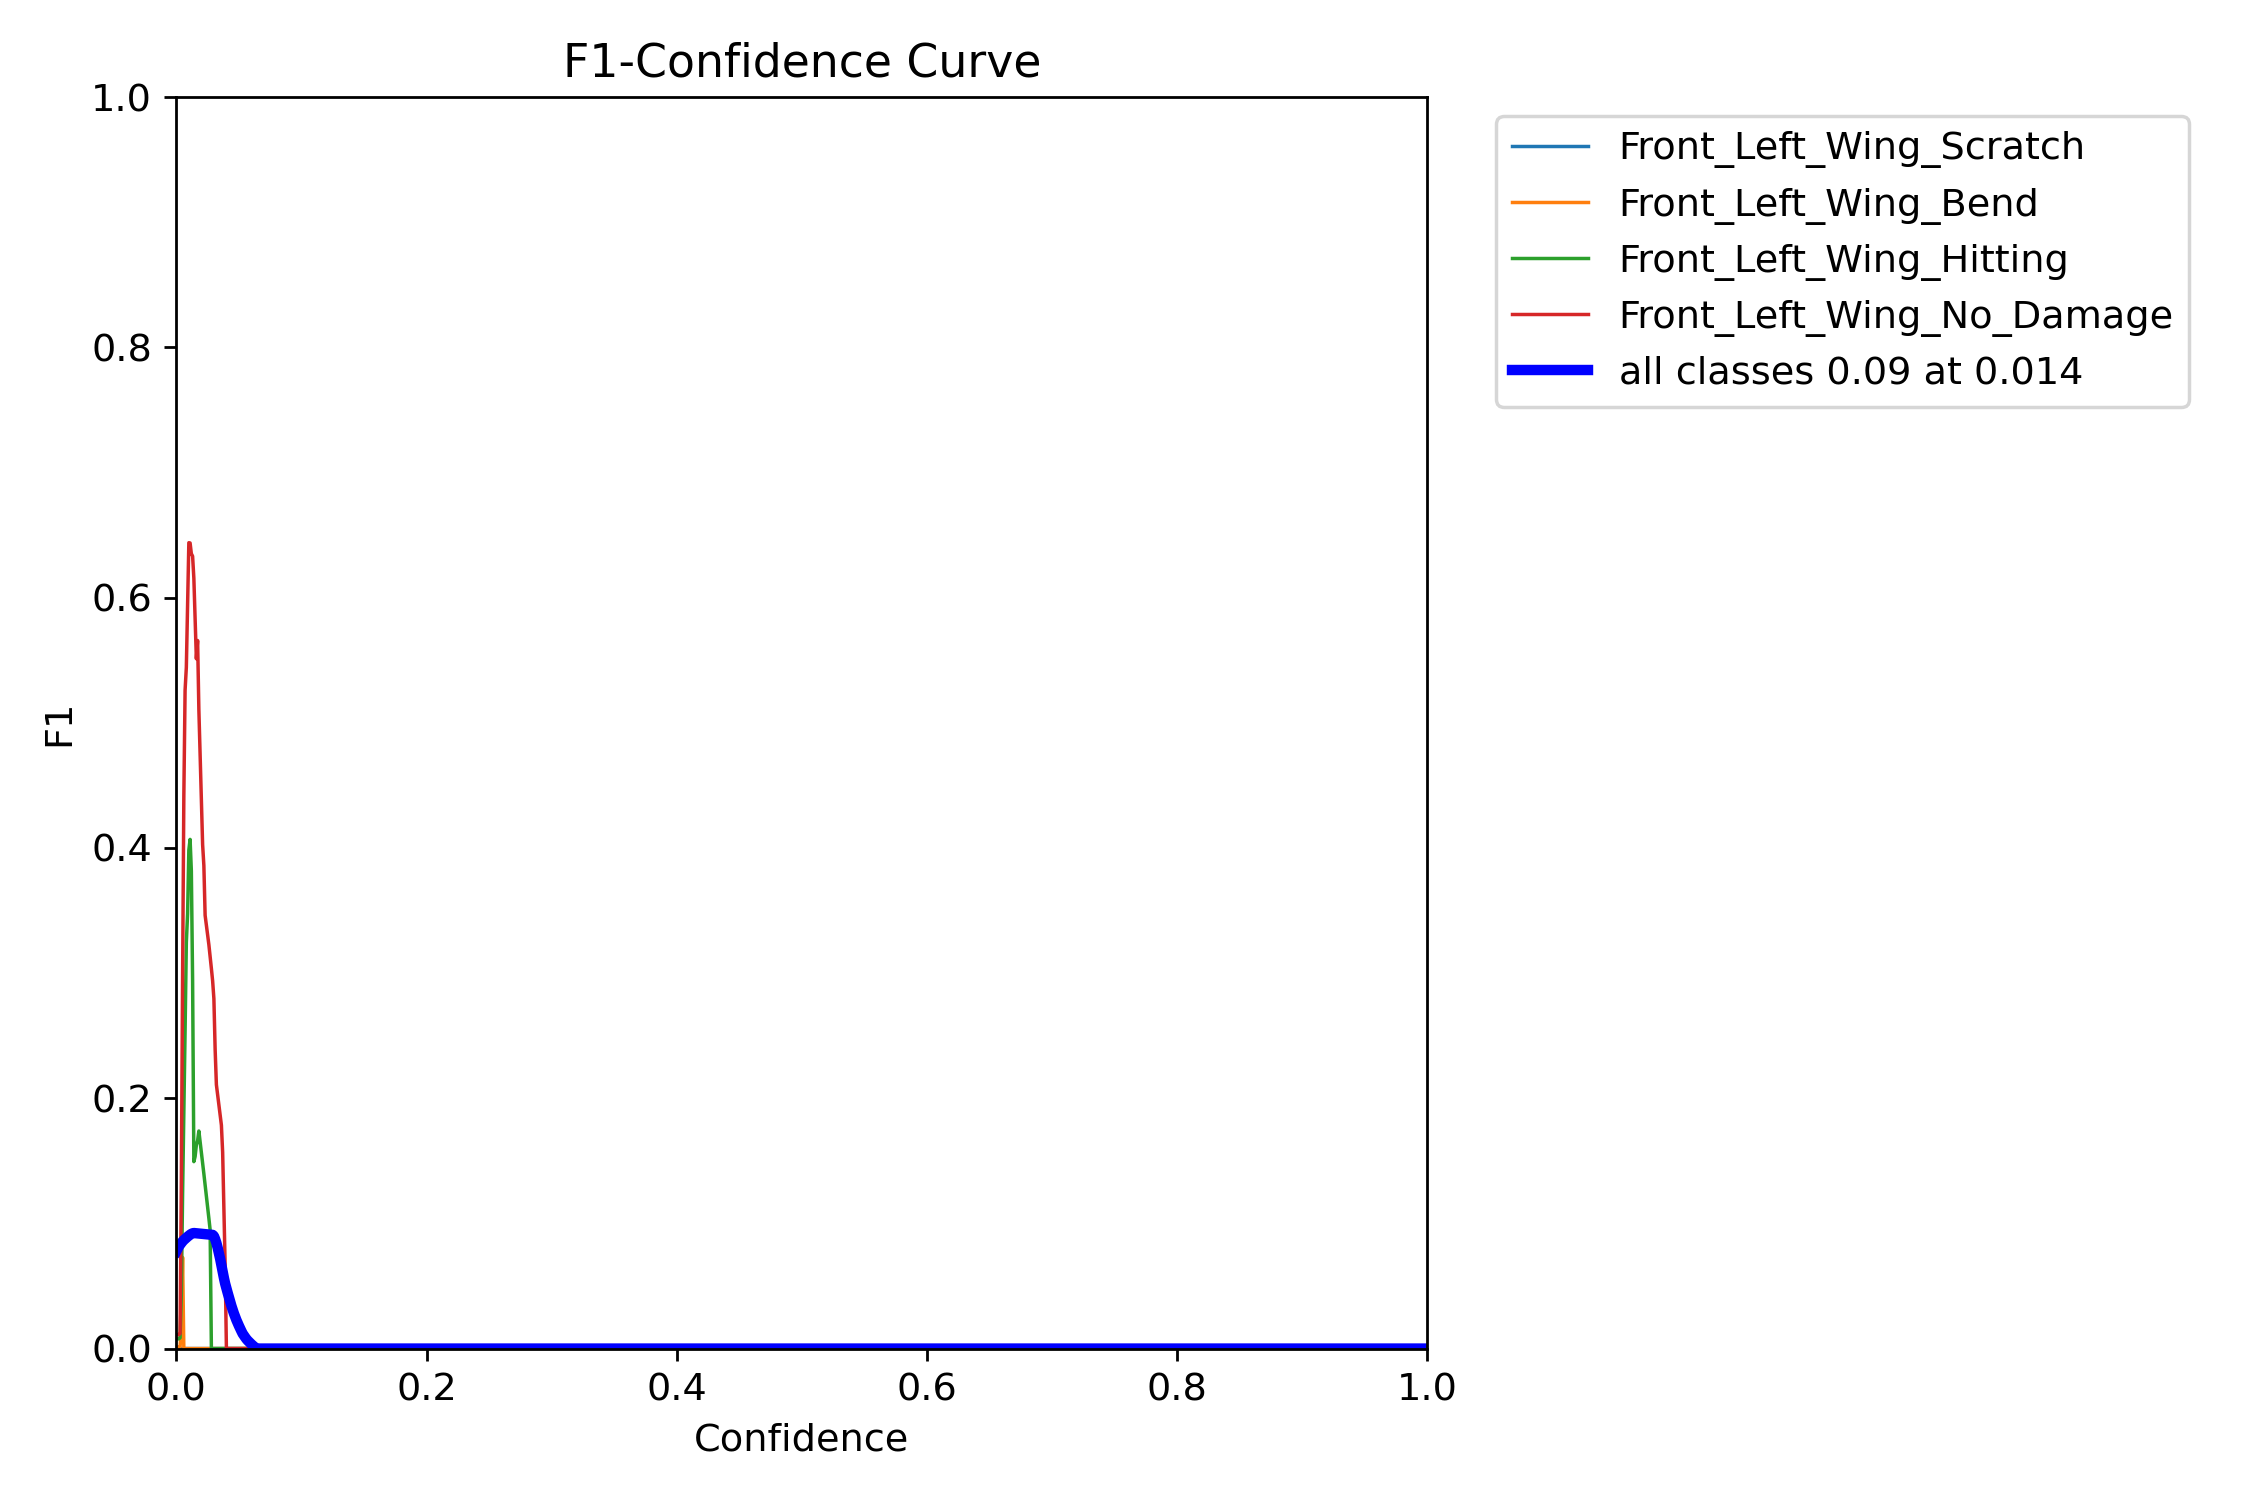 F1-Confidence Curve
1.0
0.8
0.6
0.4
0.2
0.0
F1
0.0 0.2 0.4 0.6 0.8 1.0
Confidence
Front_Left_Wing_Scratch
Front_Left_Wing_Bend
Front_Left_Wing_Hitting
Front_Left_Wing_No_Damage
all classes 0.09 at 0.014